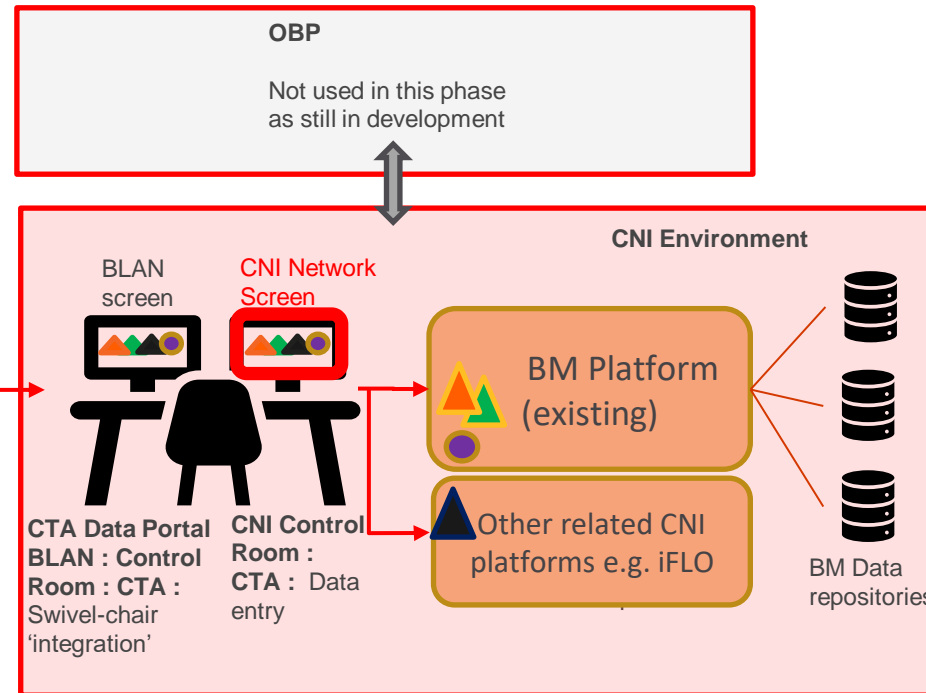 OBP
Not used in this phase
as still in development
CNI Environment
BLAN
screen
CNI Network
Screen
BM Platform
(existing)
Other related CNI
platforms e.g. iFLO
CTA Data Portal
BLAN : Control
Room : CTA :
Swivel-chair
‘integration’
CNI Control
Room :
CTA : Data
entry
BM Data
repositories